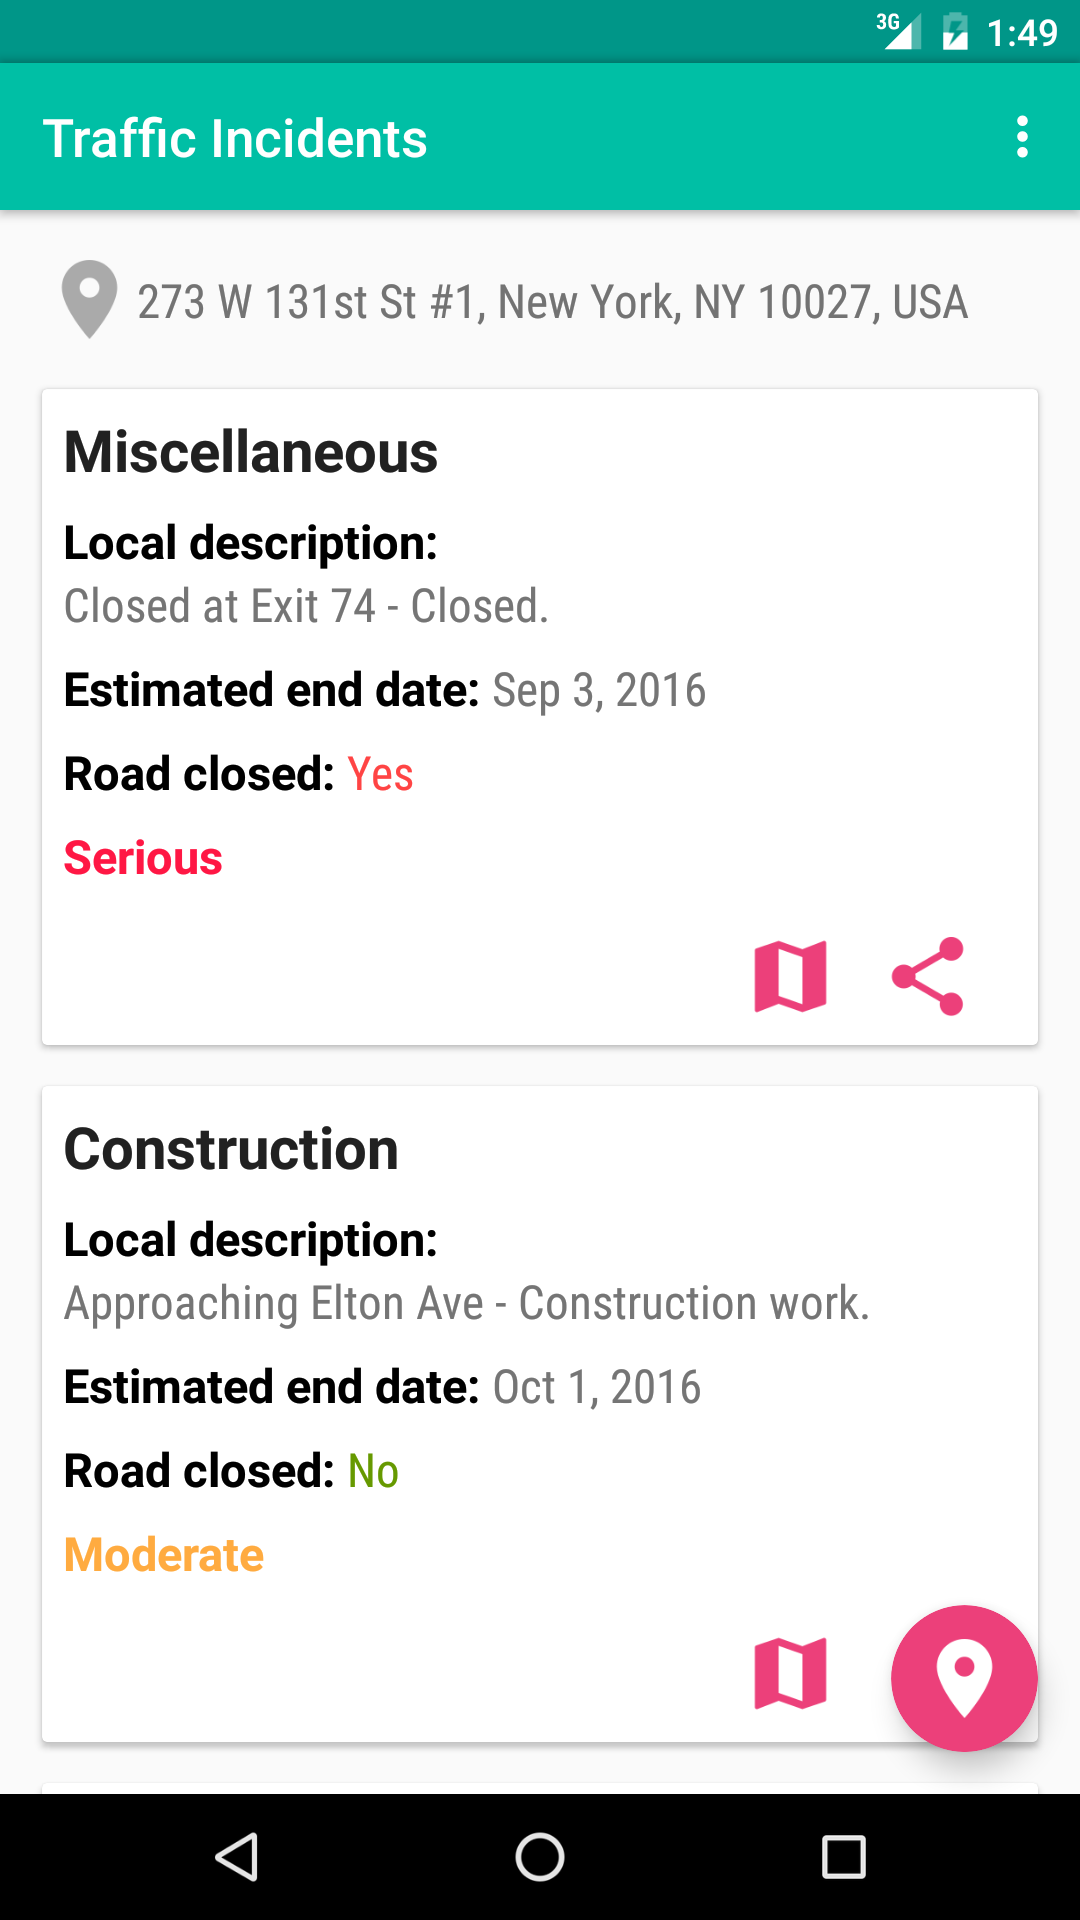 3G 1:49
Traffic Incidents
273 W 131st St #1, New York, NY 10027, USA
Miscellaneous
Local description:
Closed at Exit 74 - Closed.
Estimated end date: Sep 3, 2016
Road closed: Yes
Serious
Construction
Local description:
Approaching Elton Ave - Construction work.
Estimated end date: Oct 1, 2016
Road closed: No
Moderate